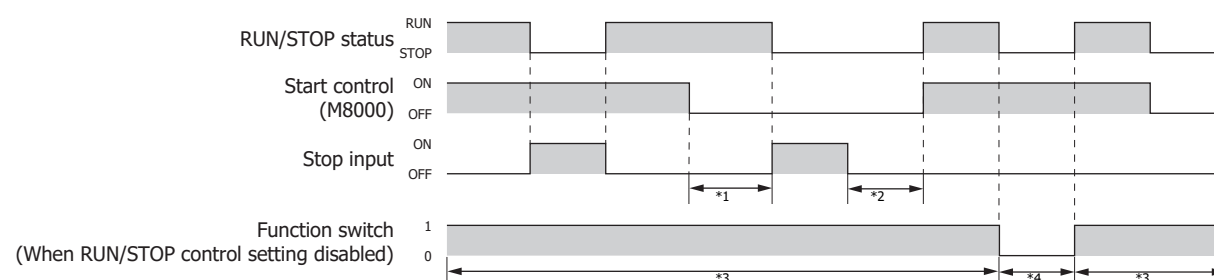 RUN/STOP status
RUN
STOP
Start control
(M8000)
ON
OFF
Stop input
ON
OFF
*1
*2
Function switch
(When RUN/STOP control setting disabled)
1
0
*3
*4
*3